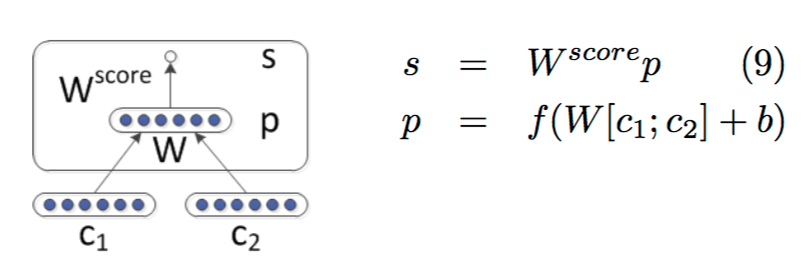 W^score s
W p
c₁ c₂
s = W^score p (9)
p = f(W[c₁; c₂] + b)